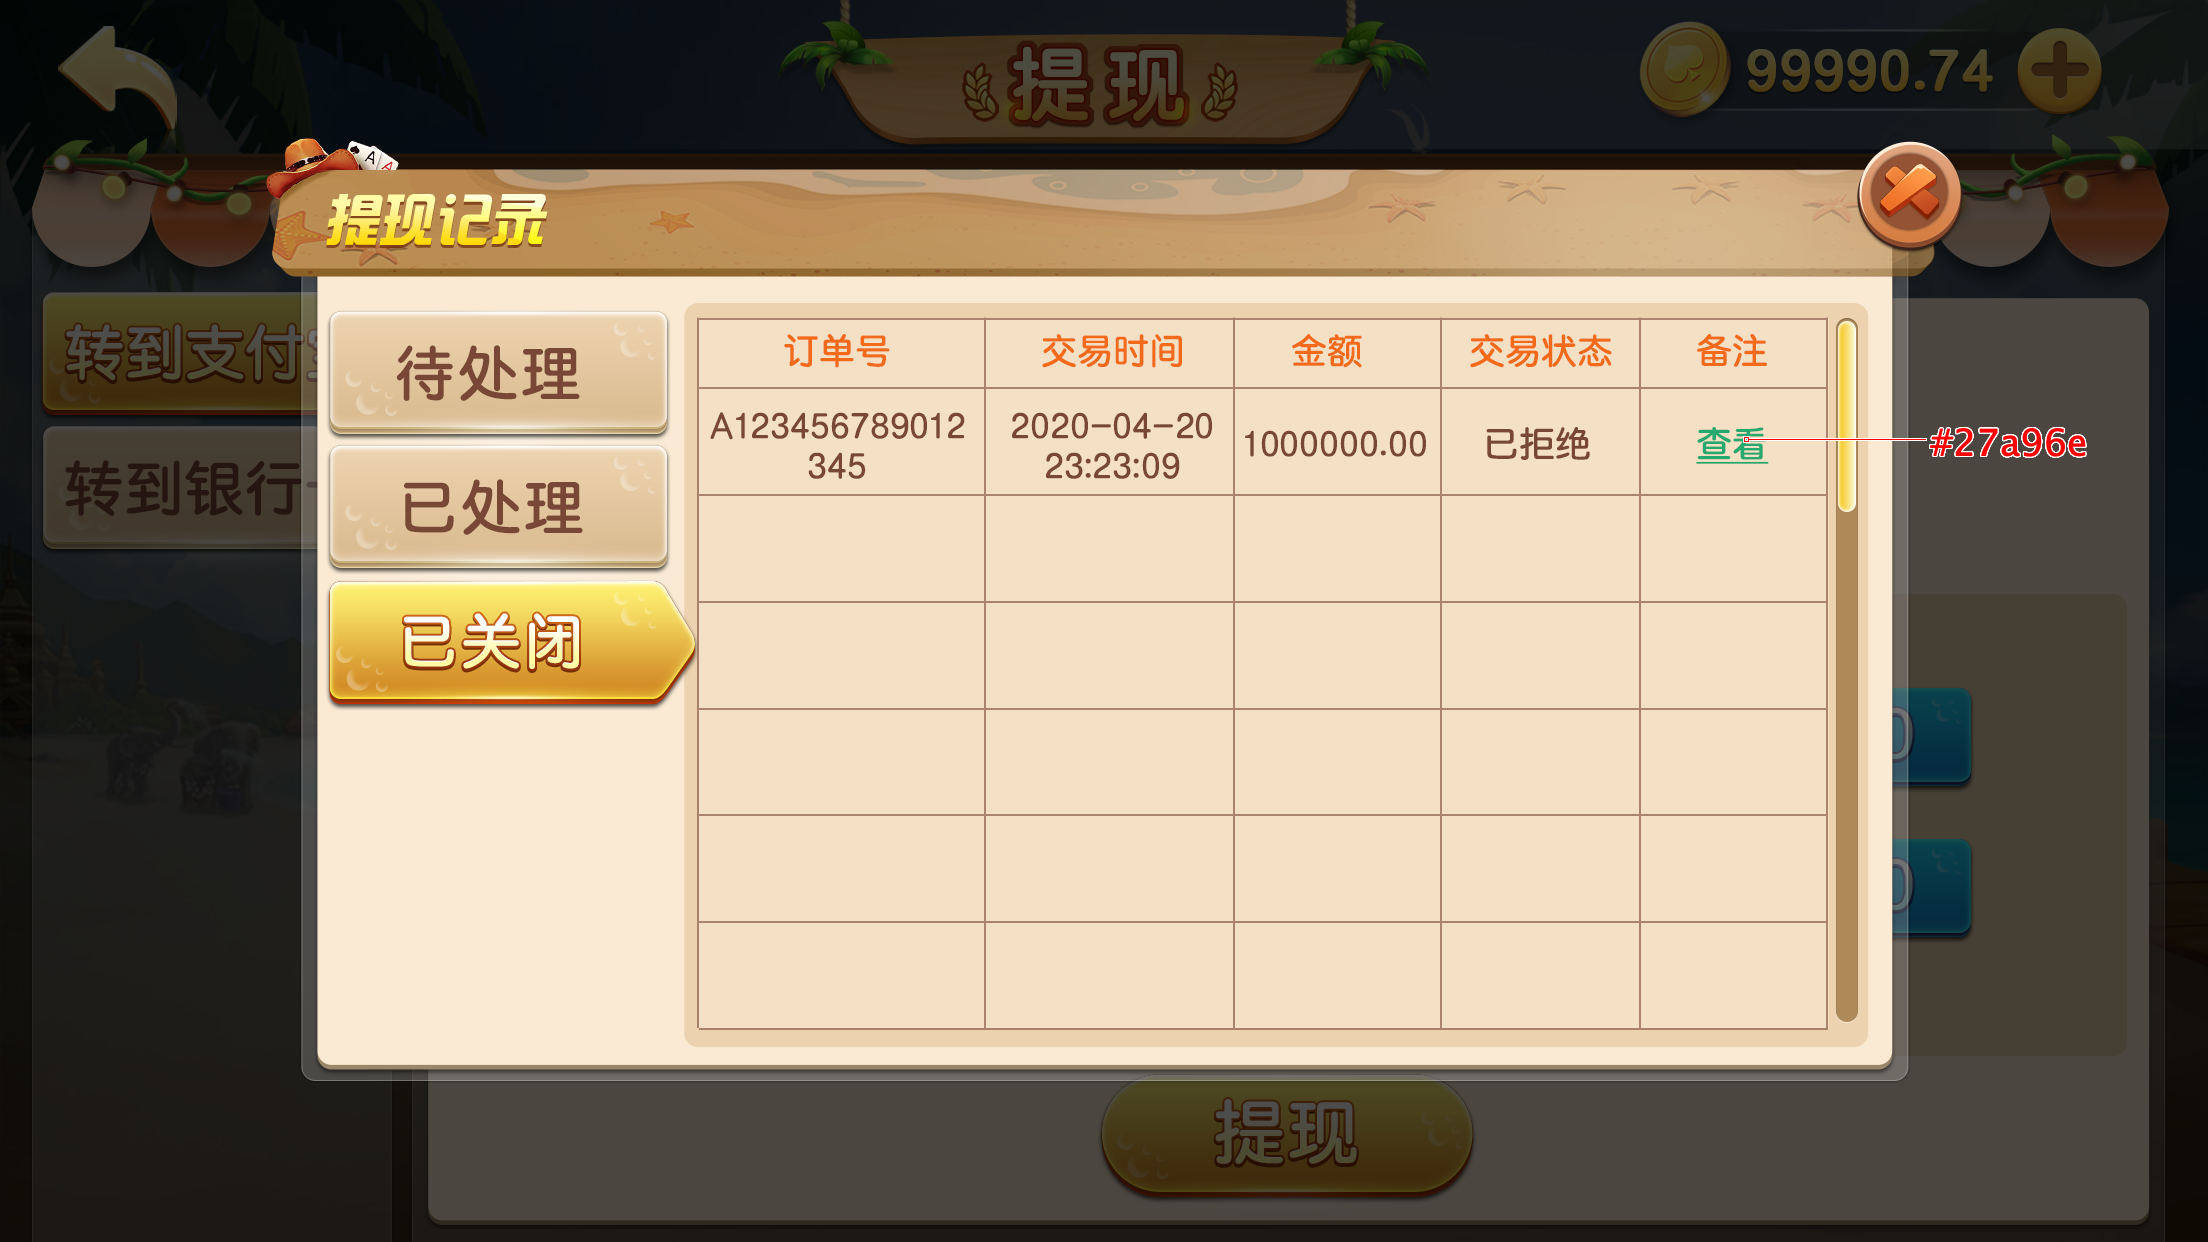 提现
99990.74
A
A
提现记录
转到支付
转到银行
待处理
已处理
已关闭
订单号 交易时间 金额 交易状态 备注
A123456789012
345
2020-04-20
23:23:09
1000000.00
已拒绝
查看
#27a96e
0
0
提现